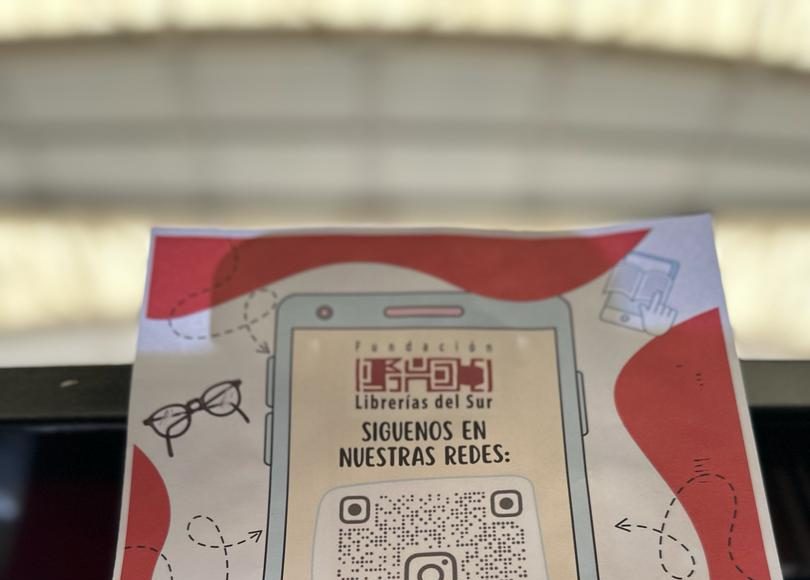 Fundación
Librerías del Sur
SIGUENOS EN
NUESTRAS REDES: